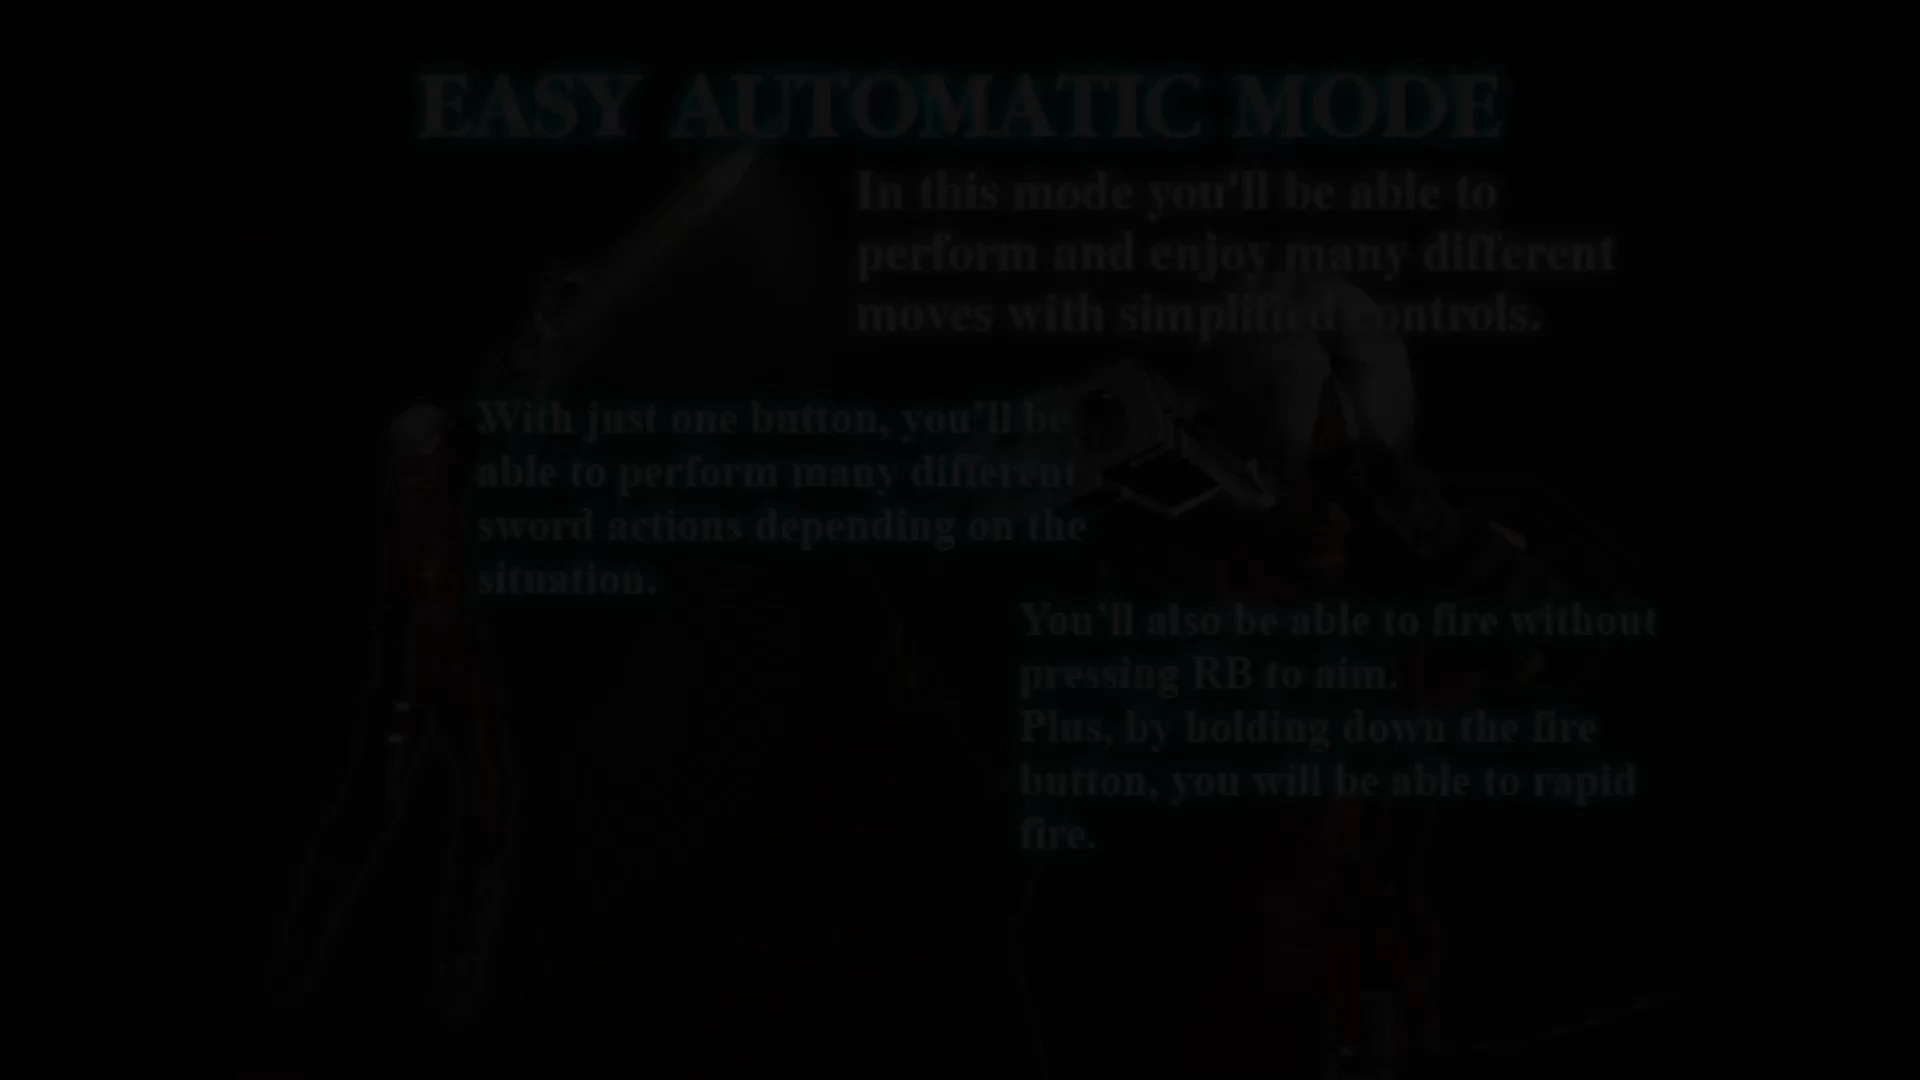 EASY AUTOMATIC MODE
In this mode you'll be able to
perform and enjoy many different
moves with simplified controls.
With just one button, you'll be
able to perform many different
sword actions depending on the
situation.
You'll also be able to fire without
pressing RB to aim.
Plus, by holding down the fire
button, you will be able to rapid
fire.